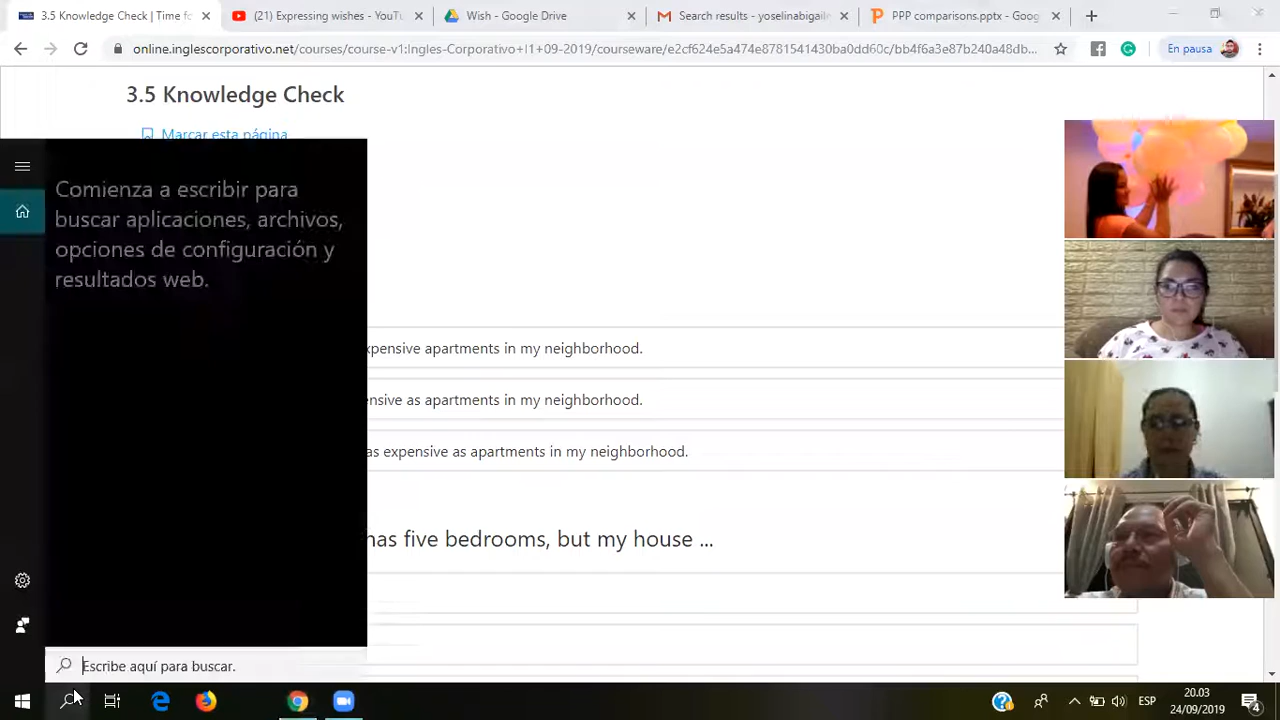 3.5 Knowledge Check | Time fo
(21) Expressing wishes - YouTu
Wish - Google Drive
Search results - yoselinabigaile
PPP comparisons.pptx - Goog
online.inglescorporativo.net/courses/course-v1:Ingles-Corporativo+I1+09-2019/courseware/e2cf624e5a474e8781541430ba0dd60c/bb4f6a3e87b240a48db...
En pausa
3.5 Knowledge Check
Marcar esta página
Comienza a escribir para
buscar aplicaciones, archivos,
opciones de configuración y
resultados web.
xpensive apartments in my neighborhood.
ensive as apartments in my neighborhood.
as expensive as apartments in my neighborhood.
has five bedrooms, but my house ...
Escribe aquí para buscar.
ESP
20.03
24/09/2019
4